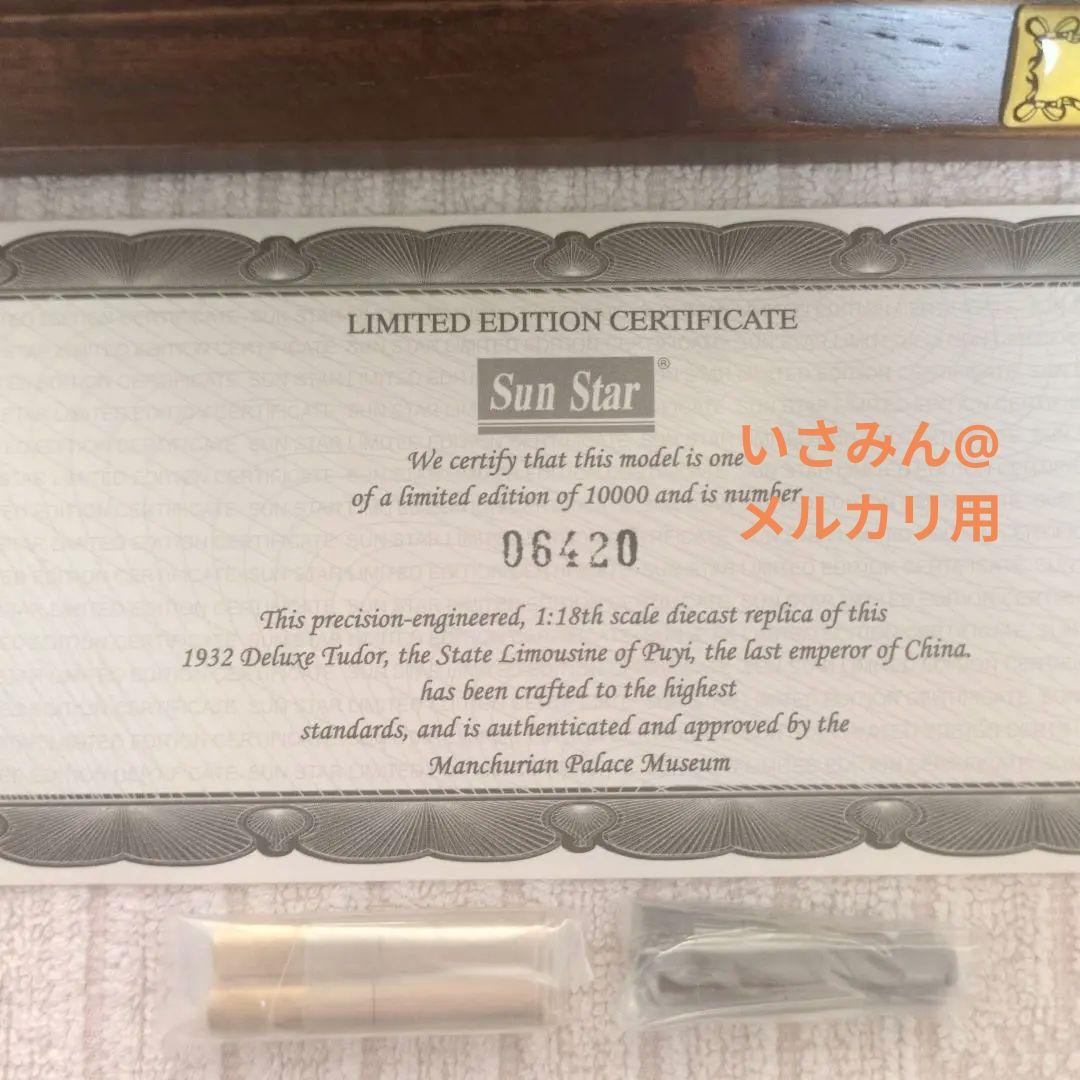 LIMITED EDITION CERTIFICATE
Sun Star®
We certify that this model is one
of a limited edition of 10000 and is number
06420
いさみん@
メルカリ用
This precision-engineered, 1:18th scale diecast replica of this
1932 Deluxe Tudor, the State Limousine of Puyi, the last emperor of China.
has been crafted to the highest
standards, and is authenticated and approved by the
Manchurian Palace Museum